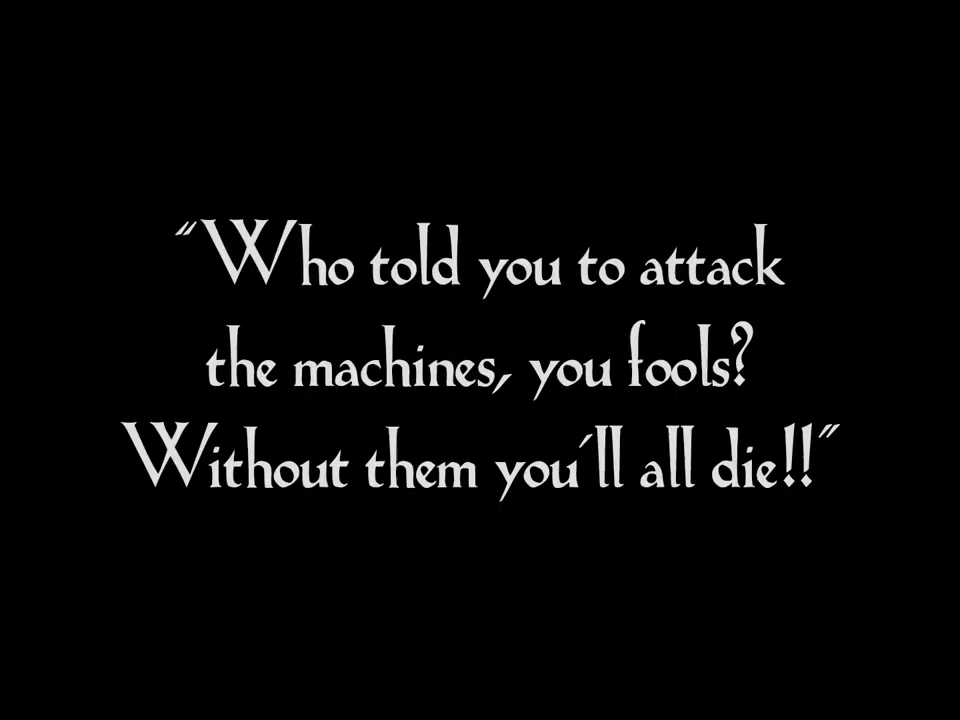 “Who told you to attack
the machines, you fools?
Without them you´ll all die!!”